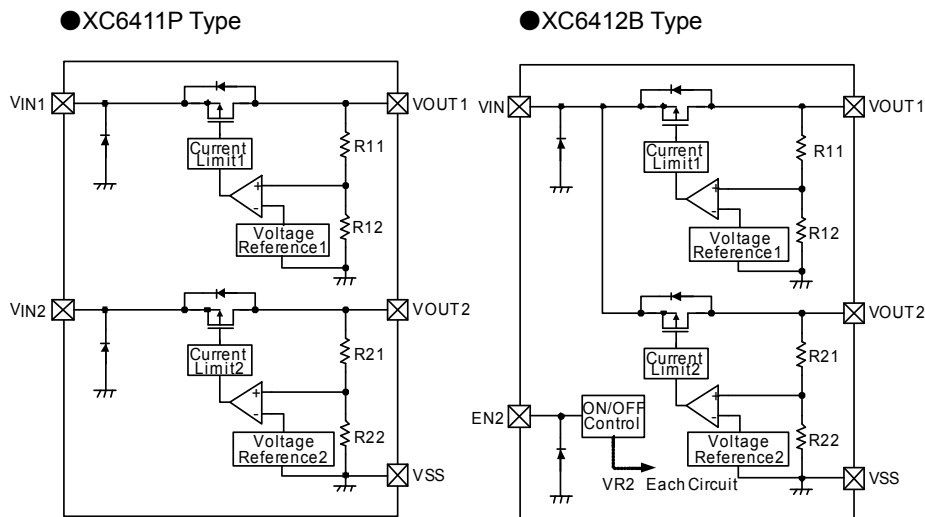 ●XC6411P Type
VIN1
VOUT1
R11
Current
Limit1
+
-
R12
Voltage
Reference1
VIN2
VOUT2
R21
Current
Limit2
+
-
R22
Voltage
Reference2
VSS
●XC6412B Type
VIN
VOUT1
R11
Current
Limit1
+
-
R12
Voltage
Reference1
VOUT2
R21
Current
Limit2
+
-
EN2
ON/OFF
Control
R22
Voltage
Reference2
VR2 Each Circuit
VSS